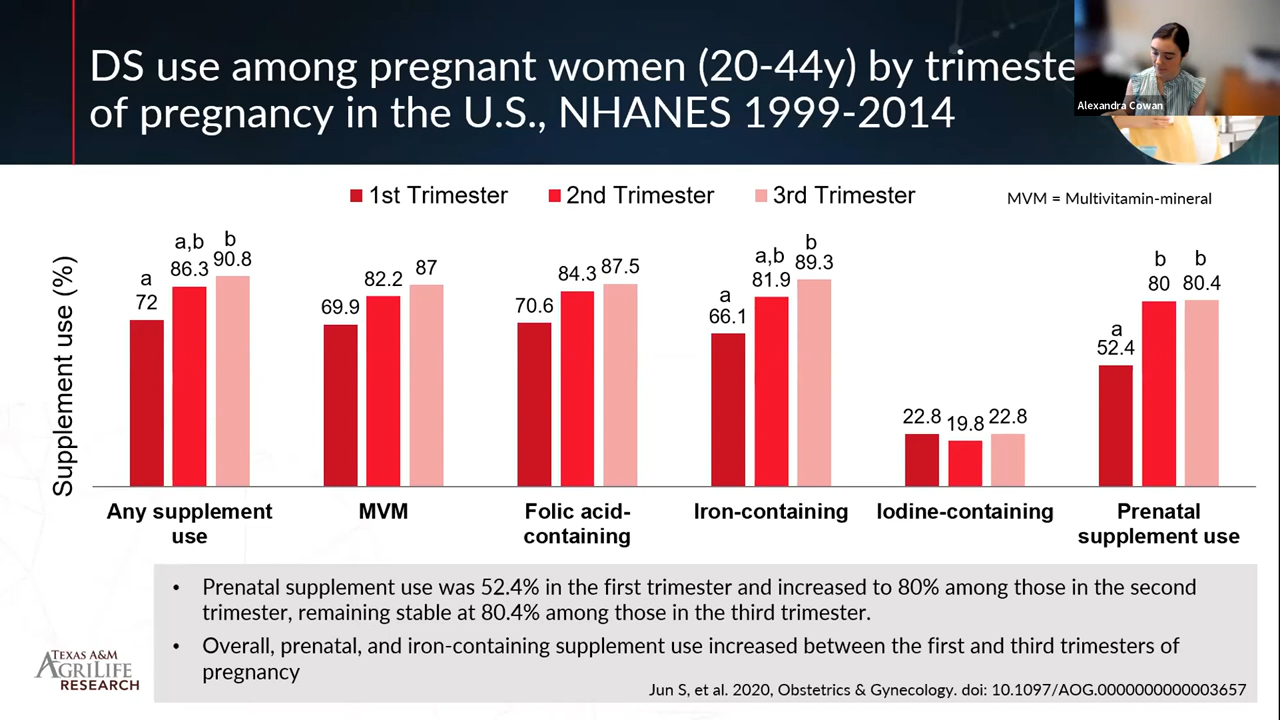 DS use among pregnant women (20-44y) by trimeste
of pregnancy in the U.S., NHANES 1999-2014
Alexandra Cowan
1st Trimester 2nd Trimester 3rd Trimester
MVM = Multivitamin-mineral
Supplement use (%)
a a,b b
72 86.3 90.8
69.9 82.2 87
70.6 84.3 87.5
a a,b b
66.1 81.9 89.3
22.8 19.8 22.8
a b b
52.4 80 80.4
Any supplement
use
MVM
Folic acid-
containing
Iron-containing
Iodine-containing
Prenatal
supplement use
• Prenatal supplement use was 52.4% in the first trimester and increased to 80% among those in the second
trimester, remaining stable at 80.4% among those in the third trimester.
• Overall, prenatal, and iron-containing supplement use increased between the first and third trimesters of
pregnancy
Jun S, et al. 2020, Obstetrics & Gynecology. doi: 10.1097/AOG.0000000000003657
TEXAS A&M
AGRILIFE
RESEARCH